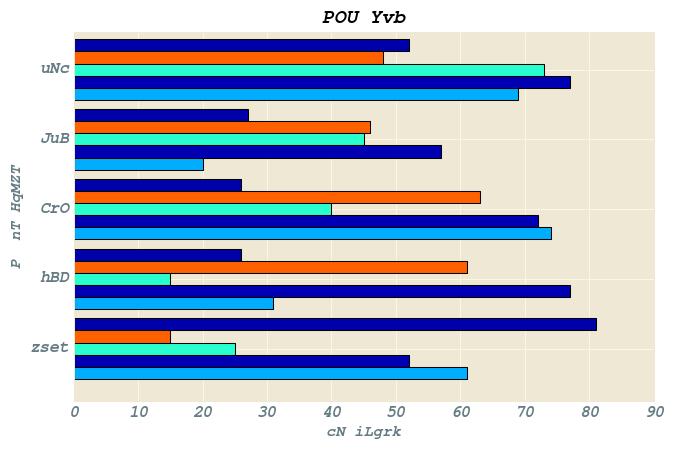 POU Yvb
uNc
JuB
CrO
hBD
zset
P  nT HqMZT
0 10 20 30 40 50 60 70 80 90
cN iLgrk